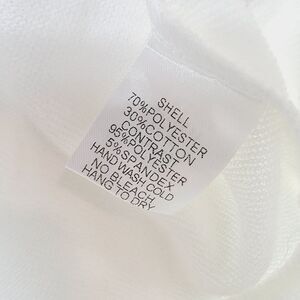 SHELL
70%POLYESTER
30%COTTON
CONTRAST
95%POLYESTER
5%SPANDEX
HAND WASH COLD
NO BLEACH
HANG TO DRY